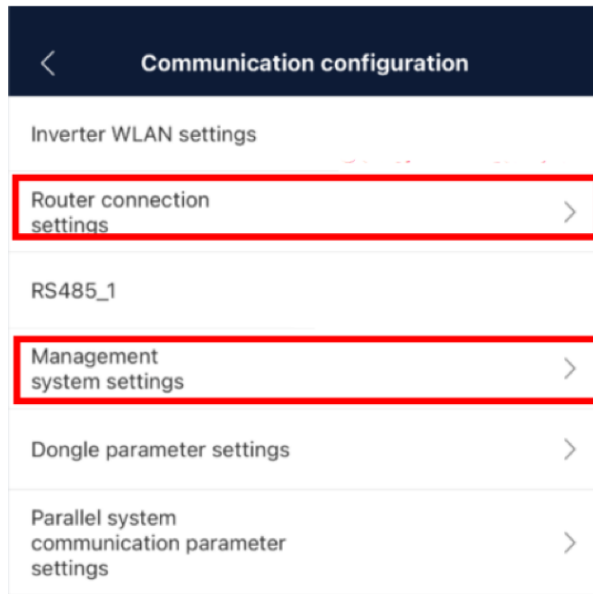 Communication configuration
Inverter WLAN settings
Router connection
settings
RS485_1
Management
system settings
Dongle parameter settings
Parallel system
communication parameter
settings